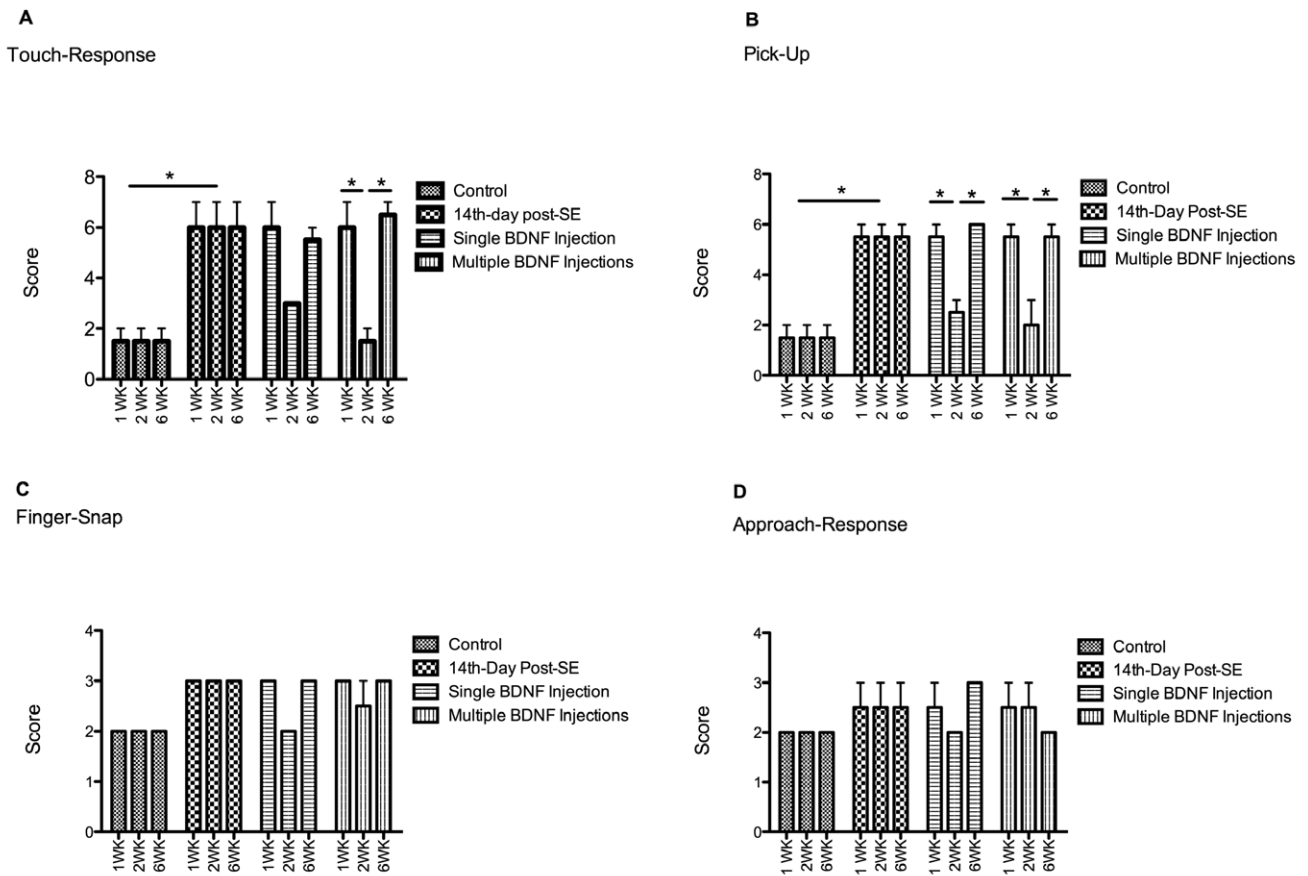 A
Touch-Response
Score
8
6
4
2
0
*
* *
1 WK
2 WK
6 WK
1 WK
2 WK
6 WK
1 WK
2 WK
6 WK
1 WK
2 WK
6 WK
Control
14th-day post-SE
Single BDNF Injection
Multiple BDNF Injections
B
Pick-Up
Score
8
6
4
2
0
*
* *
* *
1 WK
2 WK
6 WK
1 WK
2 WK
6 WK
1 WK
2 WK
6 WK
1 WK
2 WK
6 WK
Control
14th-Day Post-SE
Single BDNF Injection
Multiple BDNF Injections
C
Finger-Snap
Score
4
3
2
1
0
1WK
2WK
6WK
1WK
2WK
6WK
1WK
2WK
6WK
1WK
2WK
6WK
Control
14th-Day Post-SE
Single BDNF Injection
Multiple BDNF Injections
D
Approach-Response
Score
4
3
2
1
0
1 WK
2WK
6WK
1 WK
2WK
6WK
1 WK
2WK
6WK
1 WK
2WK
6WK
Control
14th-Day Post-SE
Single BDNF Injection
Multiple BDNF Injections